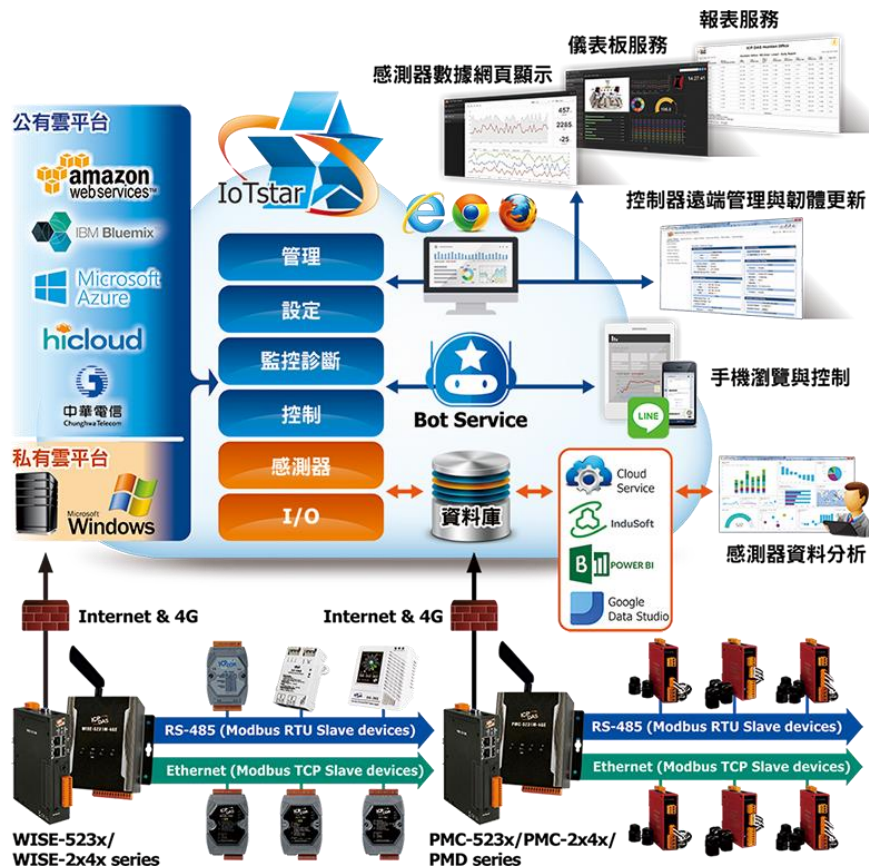 報表服務
儀表板服務
感測器數據網頁顯示
公有雲平台
amazon
webservices™
IBM Bluemix
Microsoft
Azure
hicloud
中華電信
Chunghwa Telecom
私有雲平台
Microsoft
Windows
IoTstar
管理
設定
監控診斷
控制
感測器
I/O
控制器遠端管理與韌體更新
Bot Service
LINE
手機瀏覽與控制
資料庫
Cloud
Service
InduSoft
POWER BI
Google
Data Studio
感測器資料分析
Internet & 4G
Internet & 4G
RS-485 (Modbus RTU Slave devices)
Ethernet (Modbus TCP Slave devices)
RS-485 (Modbus RTU Slave devices)
Ethernet (Modbus TCP Slave devices)
WISE-523x/
WISE-2x4x series
PMC-523x/PMC-2x4x/
PMD series